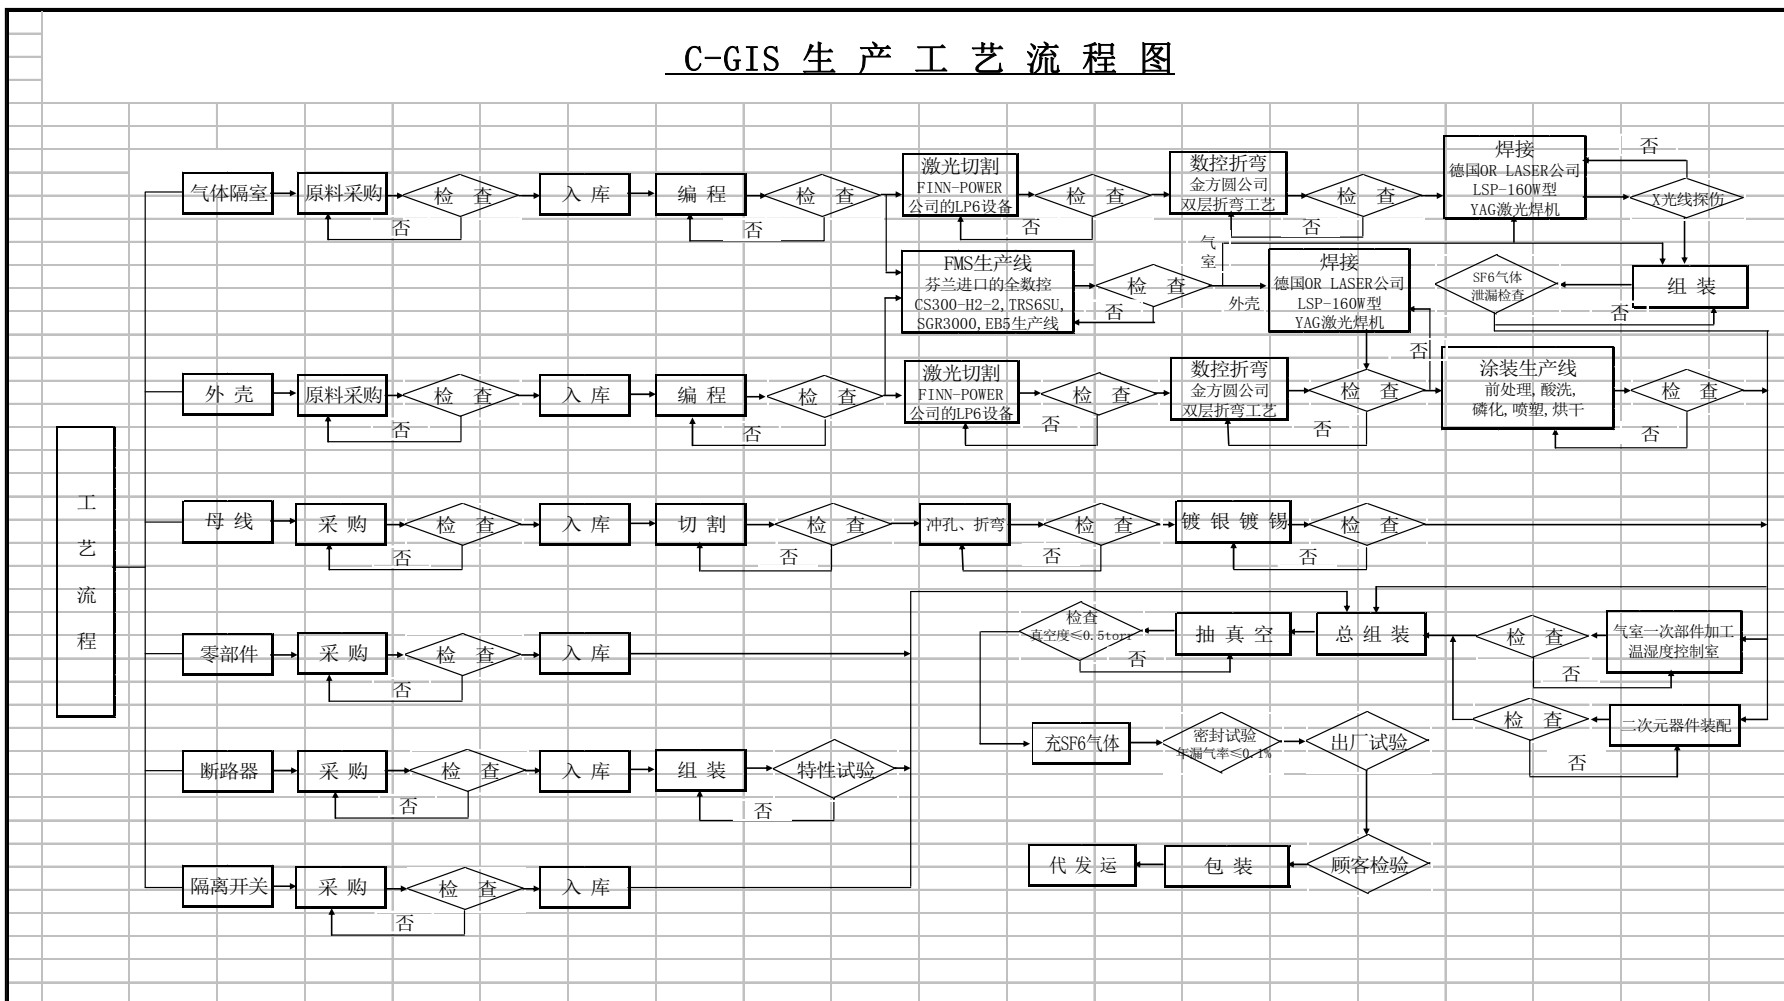 C-GIS 生 产 工 艺 流 程 图
工
艺
流
程
气体隔室
原料采购
检 查
否
入 库
编 程
检 查
否
激光切割
FINN-POWER
公司的LP6设备
检 查
否
数控折弯
金方圆公司
双层折弯工艺
检 查
否
焊接
德国OR LASER公司
LSP-160W型
YAG激光焊机
否
X光线探伤
FMS生产线
芬兰进口的全数控
CS300-H2-2,TRS6SU,
SGR3000,EB5生产线
检 查
否
气
室
外壳
焊接
德国OR LASER公司
LSP-160W型
YAG激光焊机
否
SF6气体
泄漏检查
否
组 装
外 壳
原料采购
检 查
否
入 库
编 程
检 查
否
激光切割
FINN-POWER
公司的LP6设备
检 查
否
数控折弯
金方圆公司
双层折弯工艺
检 查
否
涂装生产线
前处理,酸洗,
磷化,喷塑,烘干
检 查
否
母 线
采 购
检 查
否
入 库
切 割
检 查
否
冲孔、折弯
检 查
否
镀 银 镀 锡
检 查
否
零部件
采 购
检 查
否
入 库
检查
真空度≤0.5torr
否
抽 真 空
总 组 装
检 查
否
气室一次部件加工
温湿度控制室
检 查
否
二次元器件装配
充SF6气体
密封试验
年漏气率≤0.1%
出厂试验
断路器
采 购
检 查
否
入 库
组 装
特性试验
否
代 发 运
包 装
顾客检验
隔离开关
采 购
检 查
否
入 库